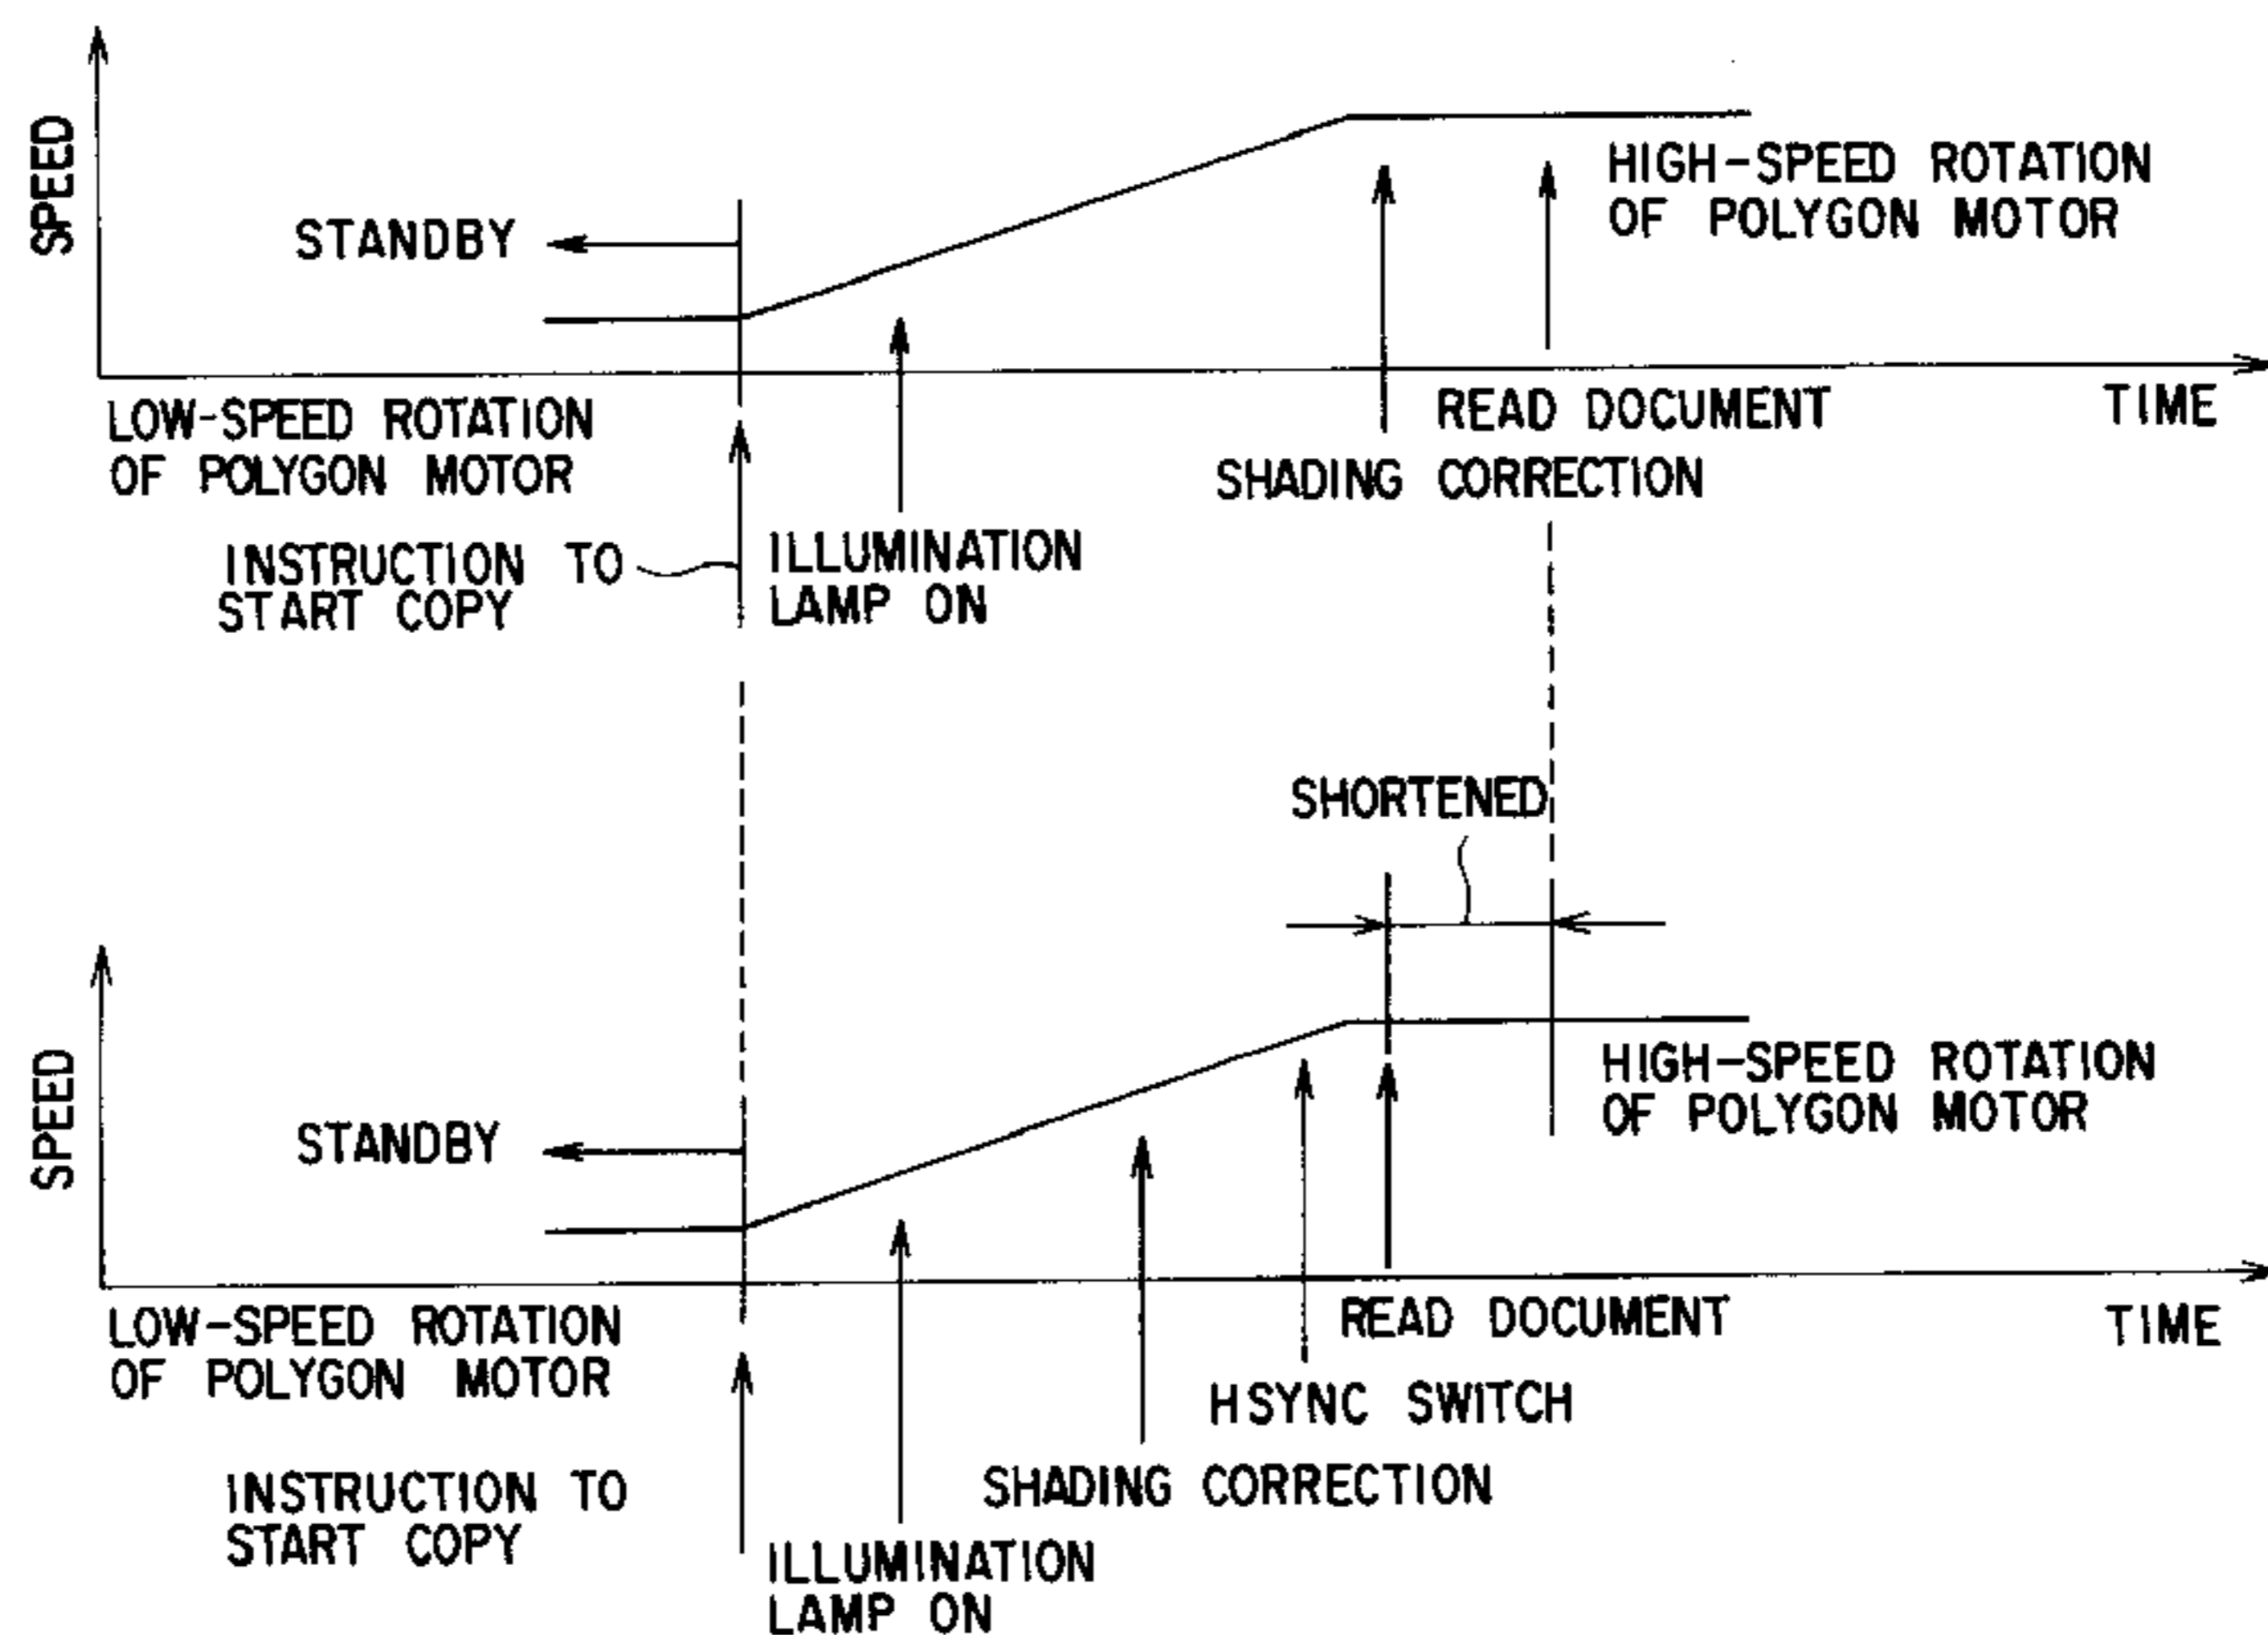 SPEED
STANDBY
HIGH-SPEED ROTATION
OF POLYGON MOTOR
LOW-SPEED ROTATION
OF POLYGON MOTOR
READ DOCUMENT
TIME
SHADING CORRECTION
INSTRUCTION TO
START COPY
ILLUMINATION
LAMP ON
SHORTENED
SPEED
STANDBY
HIGH-SPEED ROTATION
OF POLYGON MOTOR
LOW-SPEED ROTATION
OF POLYGON MOTOR
READ DOCUMENT
TIME
HSYNC SWITCH
SHADING CORRECTION
INSTRUCTION TO
START COPY
ILLUMINATION
LAMP ON